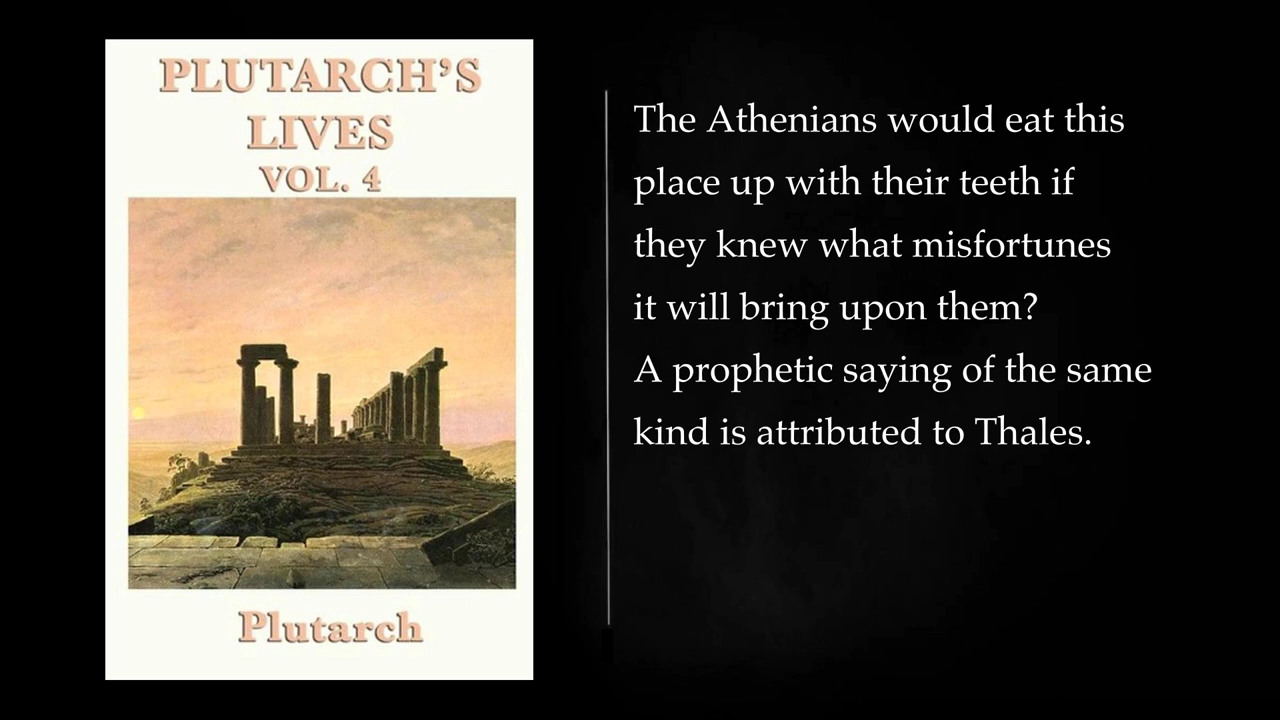 PLUTARCH'S
LIVES
VOL. 4
Plutarch
The Athenians would eat this
place up with their teeth if
they knew what misfortunes
it will bring upon them?
A prophetic saying of the same
kind is attributed to Thales.